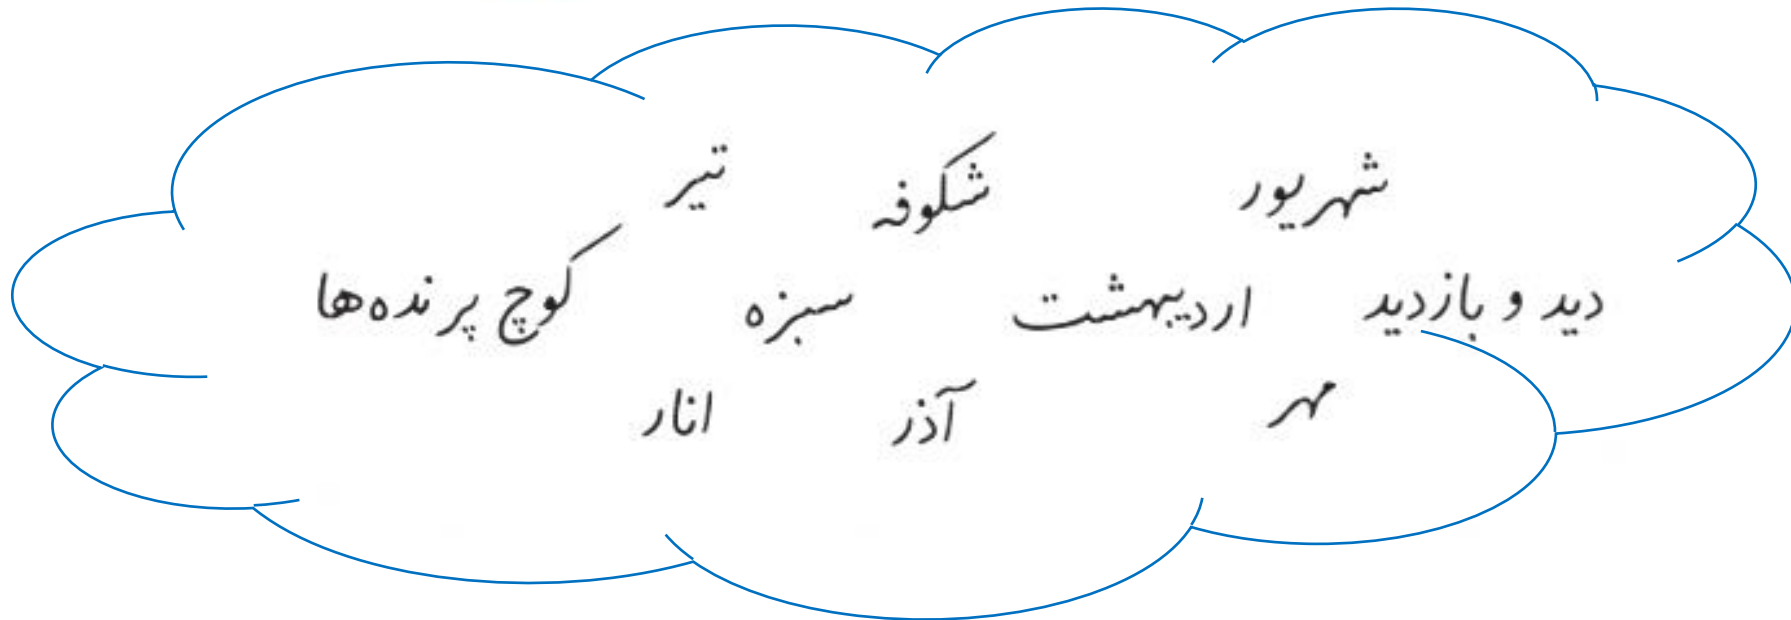 شهریور شکوفه تیر
دید و بازدید اردیبهشت سبزه کوچ پرنده‌ها
مهر آذر انار